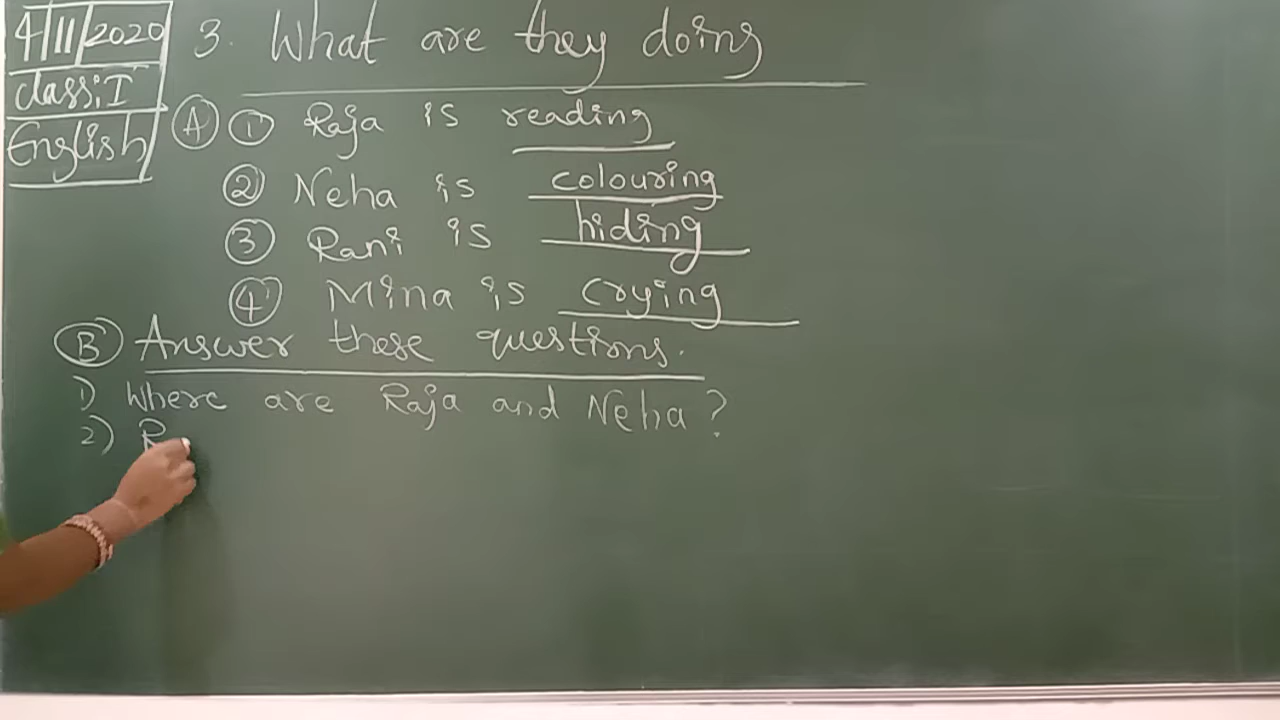 4/11/2020
class: I
English
3. What are they doing
A ① Raja is reading
② Neha is colouring
③ Rani is hiding
④ Mina is crying
B Answer these questions.
1) Where are Raja and Neha?
2) R